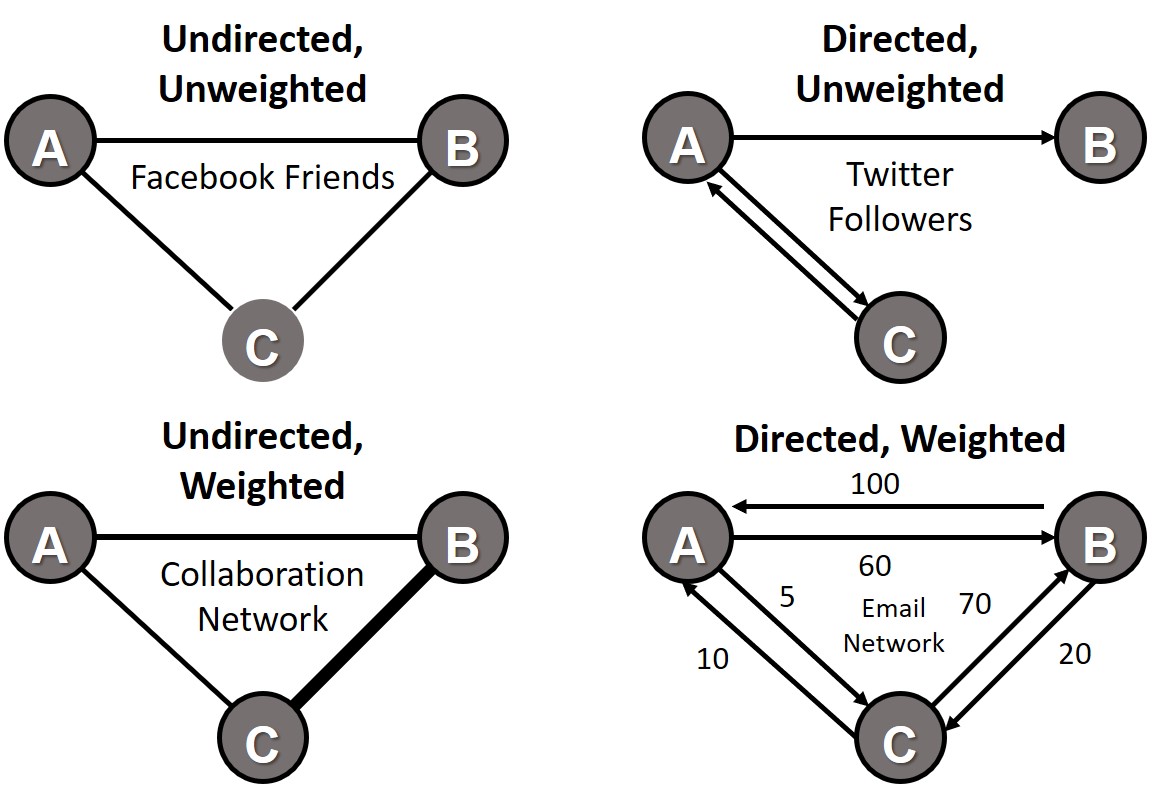 Undirected,
Unweighted
A
B
Facebook Friends
C
Directed,
Unweighted
A
B
Twitter
Followers
C
Undirected,
Weighted
A
B
Collaboration
Network
C
Directed, Weighted
100
A
B
60
5
Email
70
Network
10
20
C